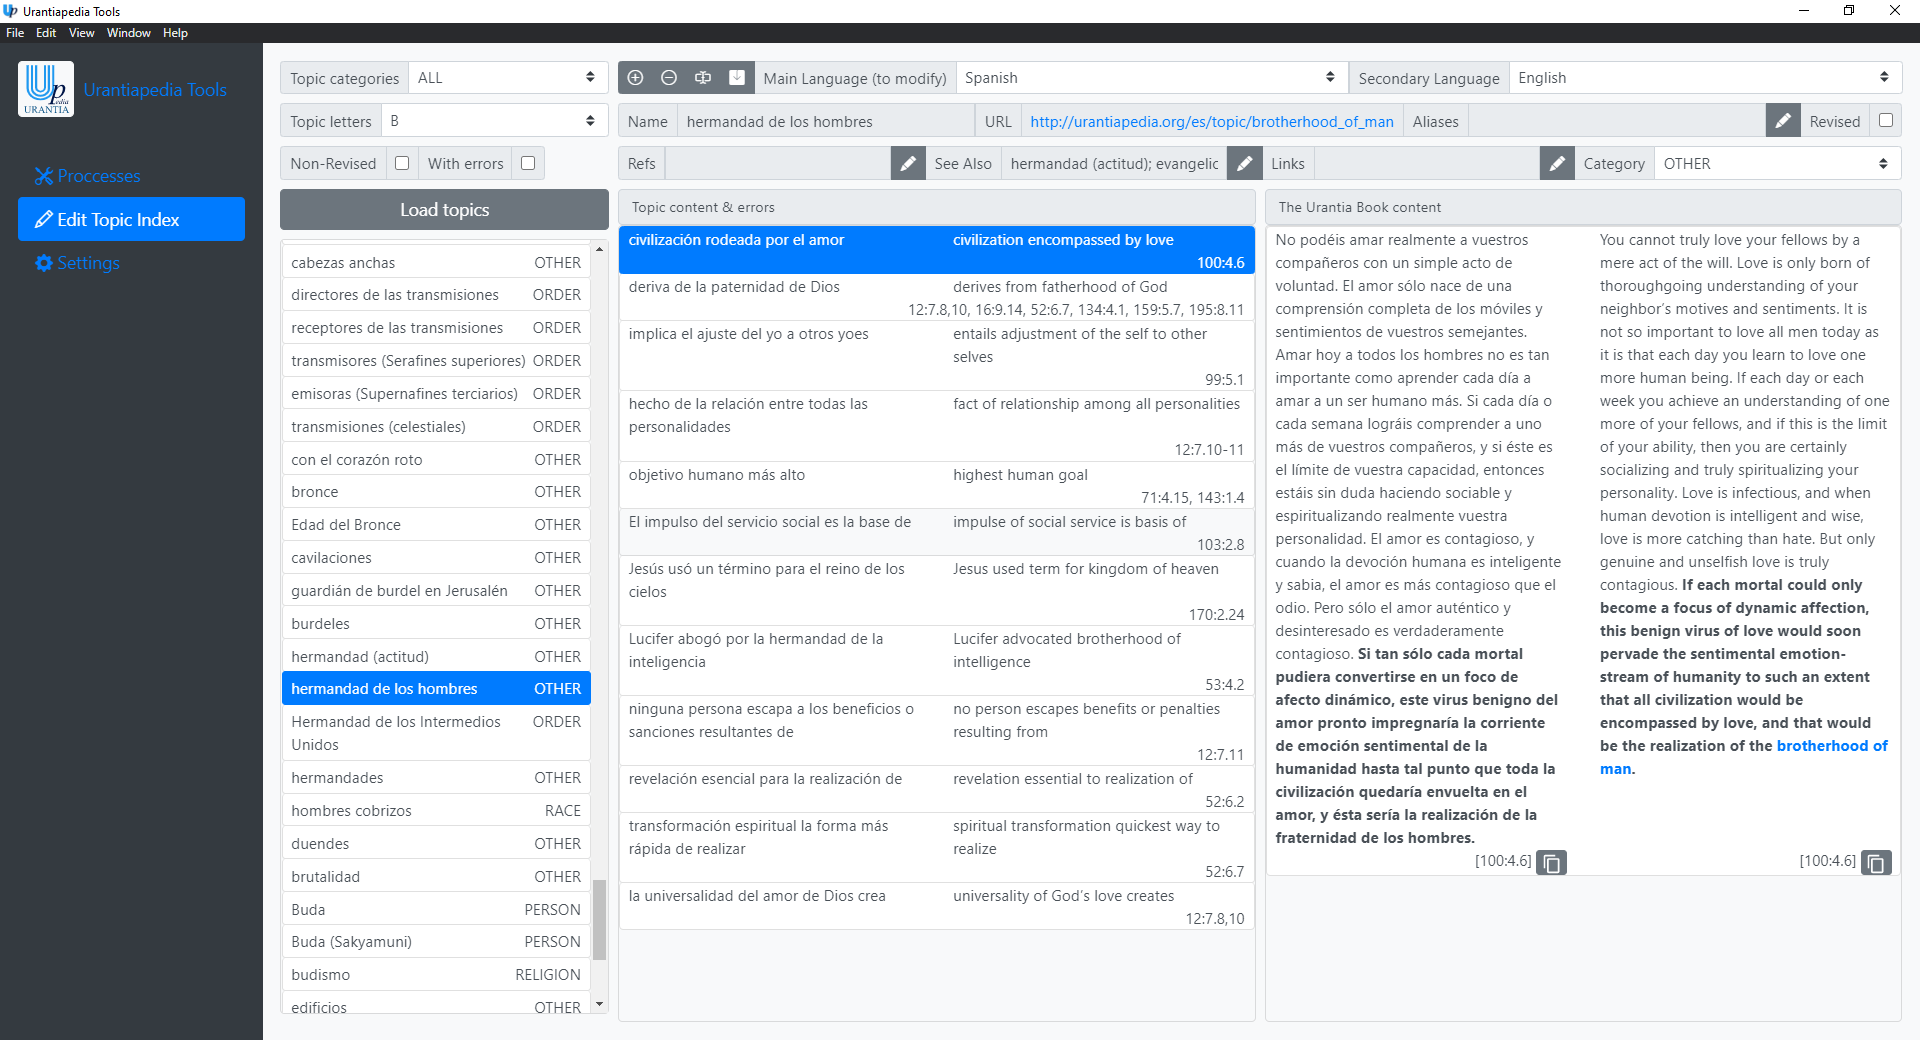 Urantiapedia Tools
File Edit View Window Help
Up
pedia
URANTIA
Urantiapedia Tools
Proccesses
Edit Topic Index
Settings
Topic categories ALL
Topic letters B
Non-Revised With errors
Load topics
cabezas anchas OTHER
directores de las transmisiones ORDER
receptores de las transmisiones ORDER
transmisores (Serafines superiores) ORDER
emisoras (Supernafines terciarios) ORDER
transmisiones (celestiales) ORDER
con el corazón roto OTHER
bronce OTHER
Edad del Bronce OTHER
cavilaciones OTHER
guardián de burdel en Jerusalén OTHER
burdeles OTHER
hermandad (actitud) OTHER
hermandad de los hombres OTHER
Hermandad de los Intermedios ORDER
Unidos
hermandades OTHER
hombres cobrizos RACE
duendes OTHER
brutalidad OTHER
Buda PERSON
Buda (Sakyamuni) PERSON
budismo RELIGION
edificios OTHER
Main Language (to modify) Spanish Secondary Language English
Name hermandad de los hombres URL http://urantiapedia.org/es/topic/brotherhood_of_man Aliases Revised
Refs See Also hermandad (actitud); evangelic Links Category OTHER
Topic content & errors
civilización rodeada por el amor civilization encompassed by love
100:4.6
deriva de la paternidad de Dios derives from fatherhood of God
12:7.8,10, 16:9.14, 52:6.7, 134:4.1, 159:5.7, 195:8.11
implica el ajuste del yo a otros yoes entails adjustment of the self to other
selves
99:5.1
hecho de la relación entre todas las fact of relationship among all personalities
personalidades
12:7.10-11
objetivo humano más alto highest human goal
71:4.15, 143:1.4
El impulso del servicio social es la base de impulse of social service is basis of
103:2.8
Jesús usó un término para el reino de los Jesus used term for kingdom of heaven
cielos
170:2.24
Lucifer abogó por la hermandad de la Lucifer advocated brotherhood of
inteligencia intelligence
53:4.2
ninguna persona escapa a los beneficios o no person escapes benefits or penalties
sanciones resultantes de resulting from
12:7.11
revelación esencial para la realización de revelation essential to realization of
52:6.2
transformación espiritual la forma más spiritual transformation quickest way to
rápida de realizar realize
52:6.7
la universalidad del amor de Dios crea universality of God's love creates
12:7.8,10
The Urantia Book content
No podéis amar realmente a vuestros
compañeros con un simple acto de
voluntad. El amor sólo nace de una
comprensión completa de los móviles y
sentimientos de vuestros semejantes.
Amar hoy a todos los hombres no es tan
importante como aprender cada día a
amar a un ser humano más. Si cada día o
cada semana lográis comprender a uno
más de vuestros compañeros, y si éste es
el límite de vuestra capacidad, entonces
estáis sin duda haciendo sociable y
espiritualizando realmente vuestra
personalidad. El amor es contagioso, y
cuando la devoción humana es inteligente
y sabia, el amor es más contagioso que el
odio. Pero sólo el amor auténtico y
desinteresado es verdaderamente
contagioso. Si tan sólo cada mortal
pudiera convertirse en un foco de
afecto dinámico, este virus benigno del
amor pronto impregnaría la corriente
de emoción sentimental de la
humanidad hasta tal punto que toda la
civilización quedaría envuelta en el
amor, y ésta sería la realización de la
fraternidad de los hombres.
[100:4.6]
You cannot truly love your fellows by a
mere act of the will. Love is only born of
thoroughgoing understanding of your
neighbor's motives and sentiments. It is
not so important to love all men today as
it is that each day you learn to love one
more human being. If each day or each
week you achieve an understanding of one
more of your fellows, and if this is the limit
of your ability, then you are certainly
socializing and truly spiritualizing your
personality. Love is infectious, and when
human devotion is intelligent and wise,
love is more catching than hate. But only
genuine and unselfish love is truly
contagious. If each mortal could only
become a focus of dynamic affection,
this benign virus of love would soon
pervade the sentimental emotion-
stream of humanity to such an extent
that all civilization would be
encompassed by love, and that would
be the realization of the brotherhood of
man.
[100:4.6]